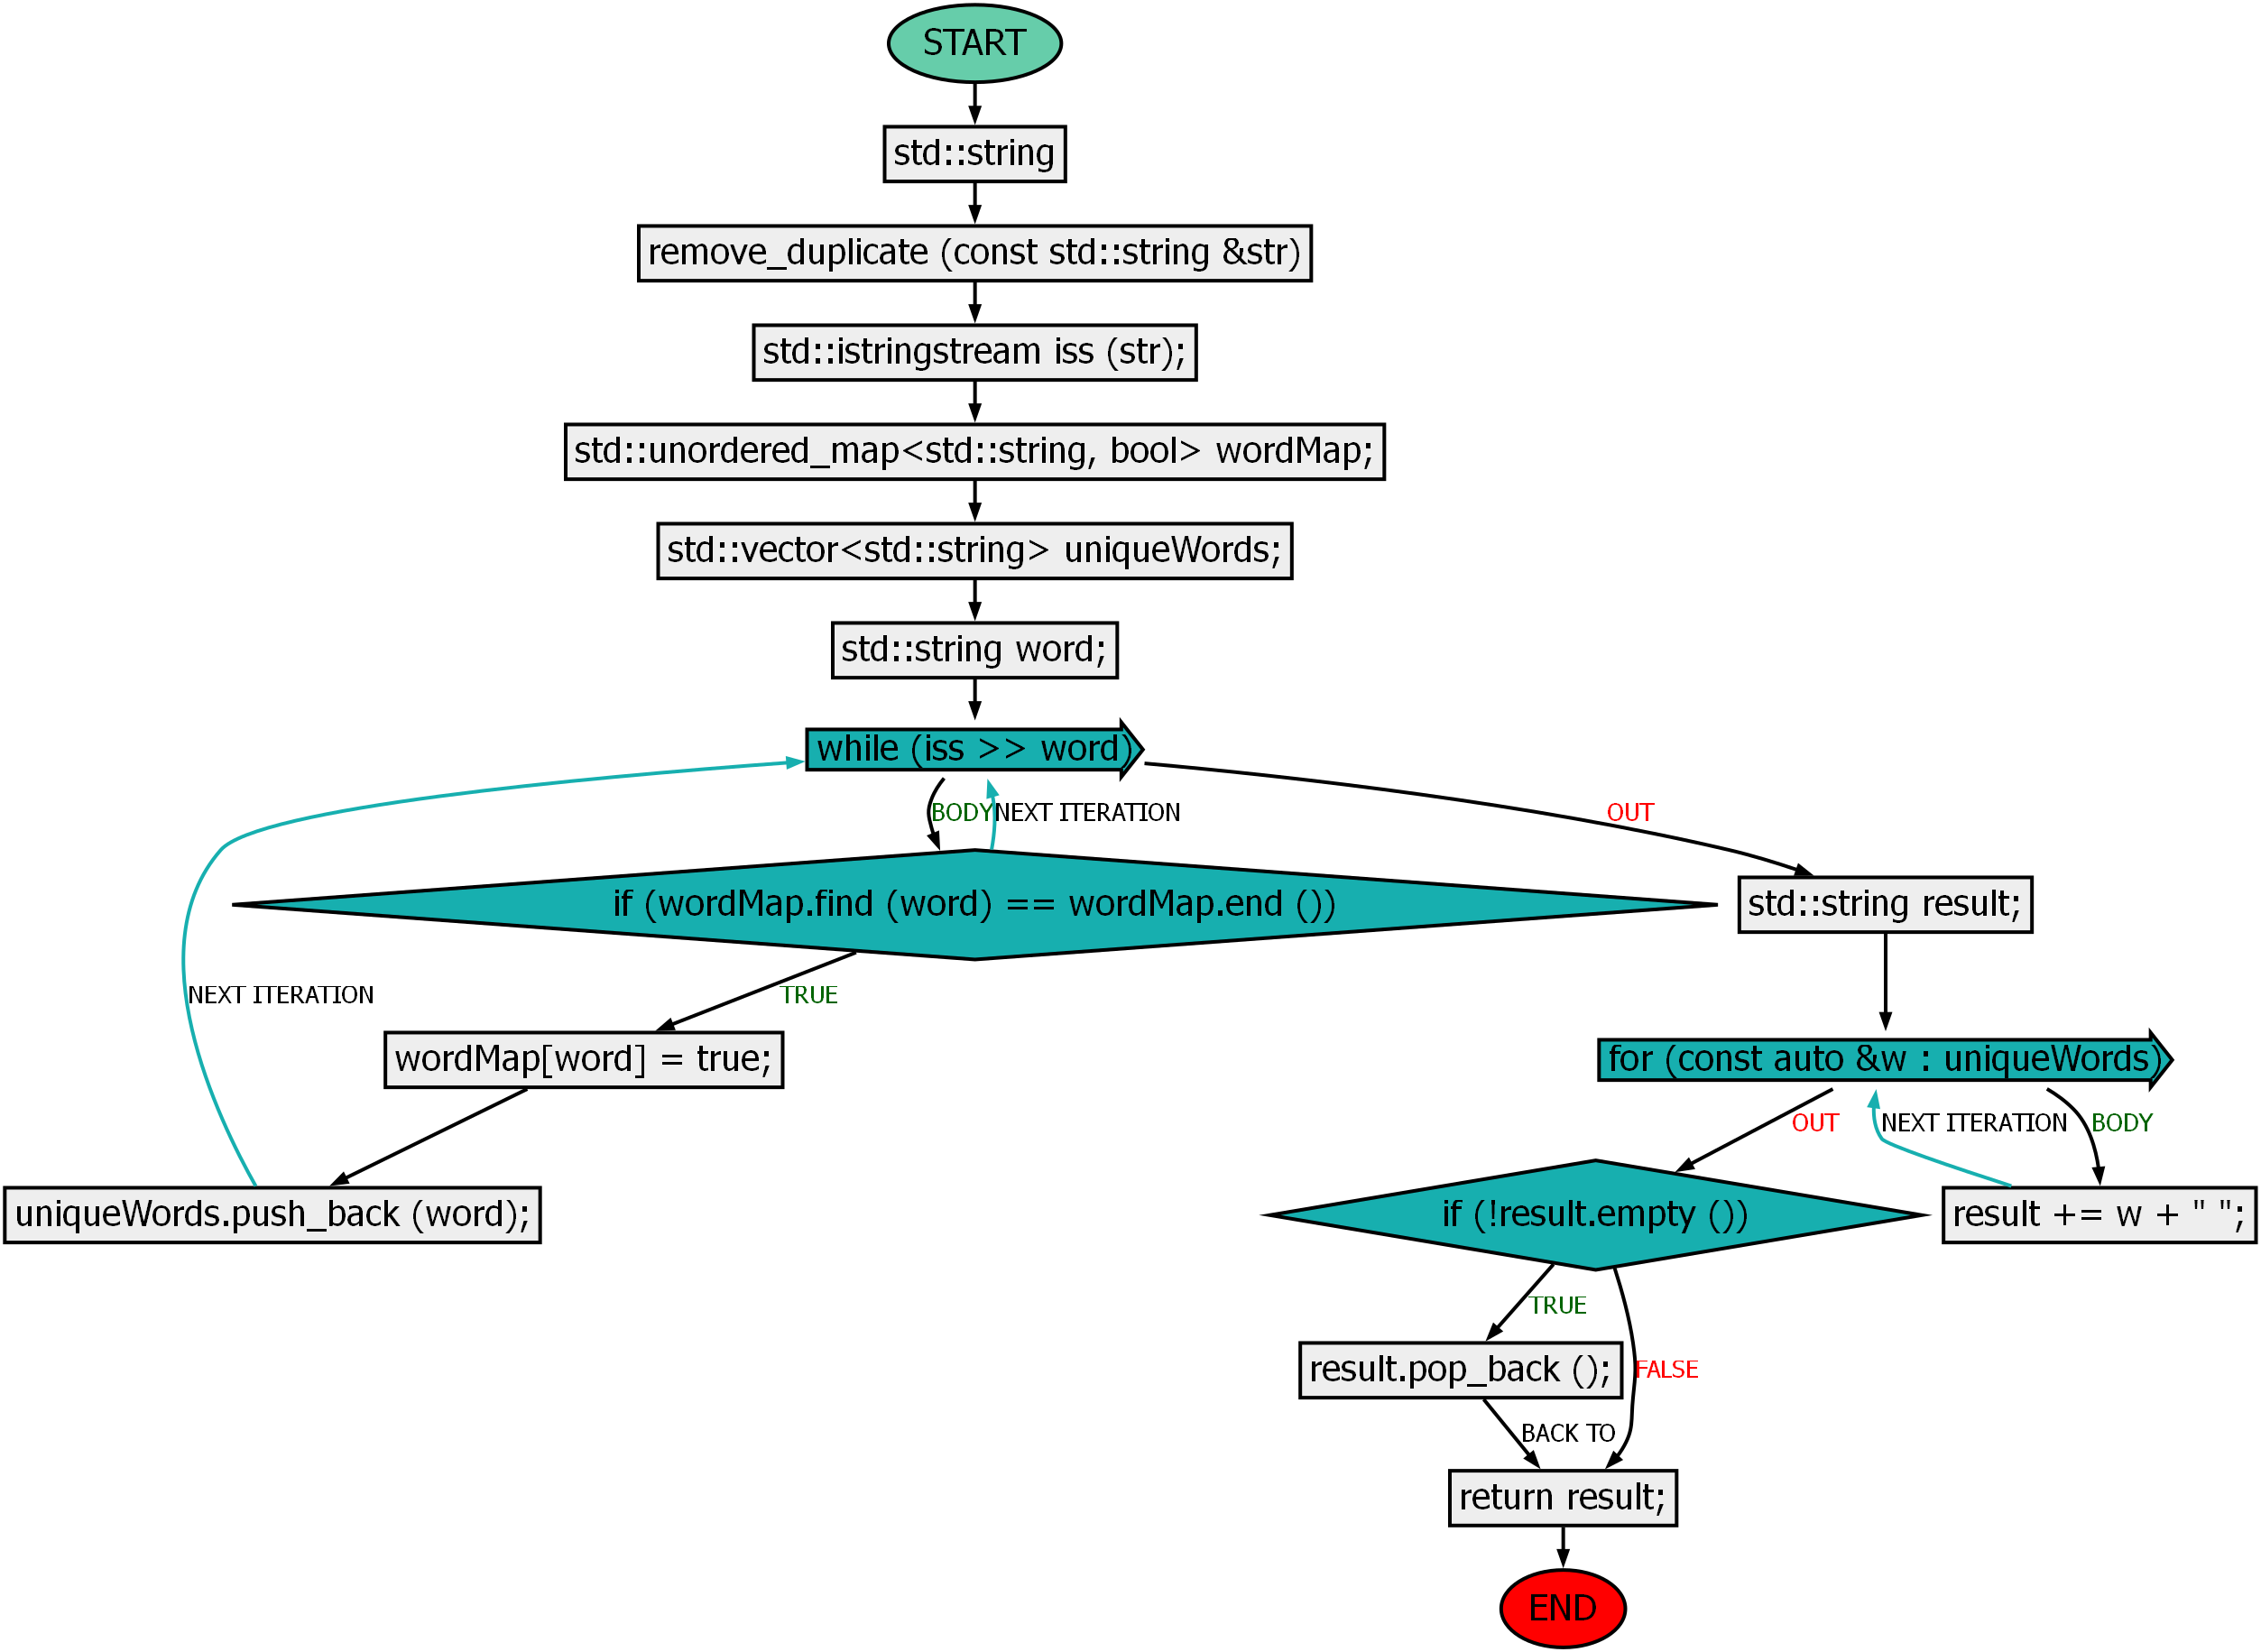 START
std::string
remove_duplicate (const std::string &str)
std::istringstream iss (str);
std::unordered_map<std::string, bool> wordMap;
std::vector<std::string> uniqueWords;
std::string word;
while (iss >> word)
BODY
NEXT ITERATION
OUT
if (wordMap.find (word) == wordMap.end ())
std::string result;
NEXT ITERATION
TRUE
wordMap[word] = true;
for (const auto &w : uniqueWords)
OUT
NEXT ITERATION
BODY
uniqueWords.push_back (word);
if (!result.empty ())
result += w + " ";
TRUE
result.pop_back ();
FALSE
BACK TO
return result;
END